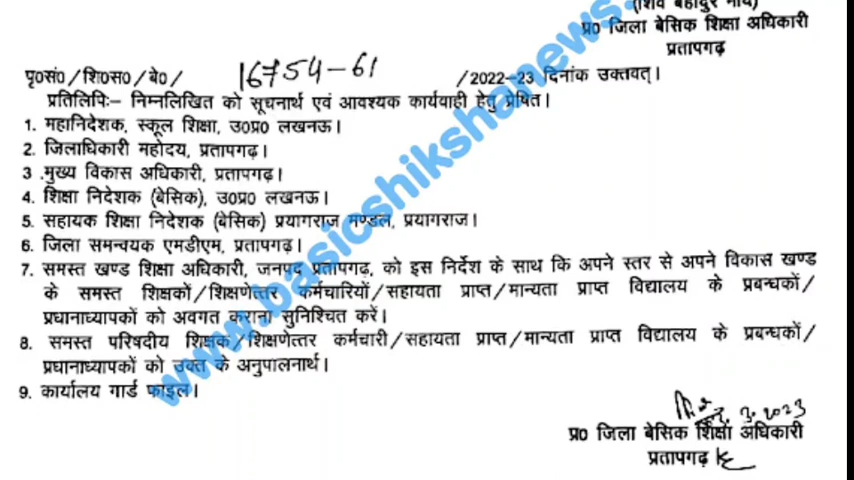 (शिव बहादुर मौर्य)
प्र0 जिला बेसिक शिक्षा अधिकारी
प्रतापगढ़
पृ0सं0/शि0स0/बे0/ 16754-61 /2022-23 दिनांक उक्तवत्।
प्रतिलिपिः- निम्नलिखित को सूचनार्थ एवं आवश्यक कार्यवाही हेतु प्रेषित।
1. महानिदेशक, स्कूल शिक्षा, उ0प्र0 लखनऊ।
2. जिलाधिकारी महोदय, प्रतापगढ़।
3 .मुख्य विकास अधिकारी, प्रतापगढ़।
4. शिक्षा निदेशक (बेसिक), उ0प्र0 लखनऊ।
5. सहायक शिक्षा निदेशक (बेसिक) प्रयागराज मण्डल, प्रयागराज।
6. जिला समन्वयक एमडीएम, प्रतापगढ़।
7. समस्त खण्ड शिक्षा अधिकारी, जनपद प्रतापगढ़, को इस निर्देश के साथ कि अपने स्तर से अपने विकास खण्ड
के समस्त शिक्षकों/शिक्षणेत्तर कर्मचारियों/सहायता प्राप्त/मान्यता प्राप्त विद्यालय के प्रबन्धकों/
प्रधानाध्यापकों को अवगत कराना सुनिश्चित करें।
8. समस्त परिषदीय शिक्षक/शिक्षणेत्तर कर्मचारी/सहायता प्राप्त/मान्यता प्राप्त विद्यालय के प्रबन्धकों/
प्रधानाध्यापकों को उक्त के अनुपालनार्थ।
9. कार्यालय गार्ड फाइल।
www.basicshikshanews.
3.2023
प्र0 जिला बेसिक शिक्षा अधिकारी
प्रतापगढ़